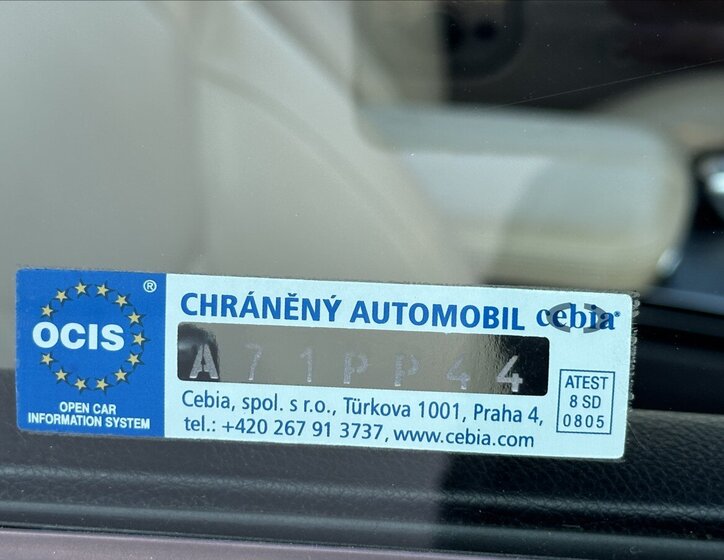 OCIS
®
OPEN CAR
INFORMATION SYSTEM
CHRÁNĚNÝ AUTOMOBIL cebia®
A71PP44
Cebia, spol. s r.o., Türkova 1001, Praha 4,
tel.: +420 267 91 3737, www.cebia.com
ATEST
8 SD
0805